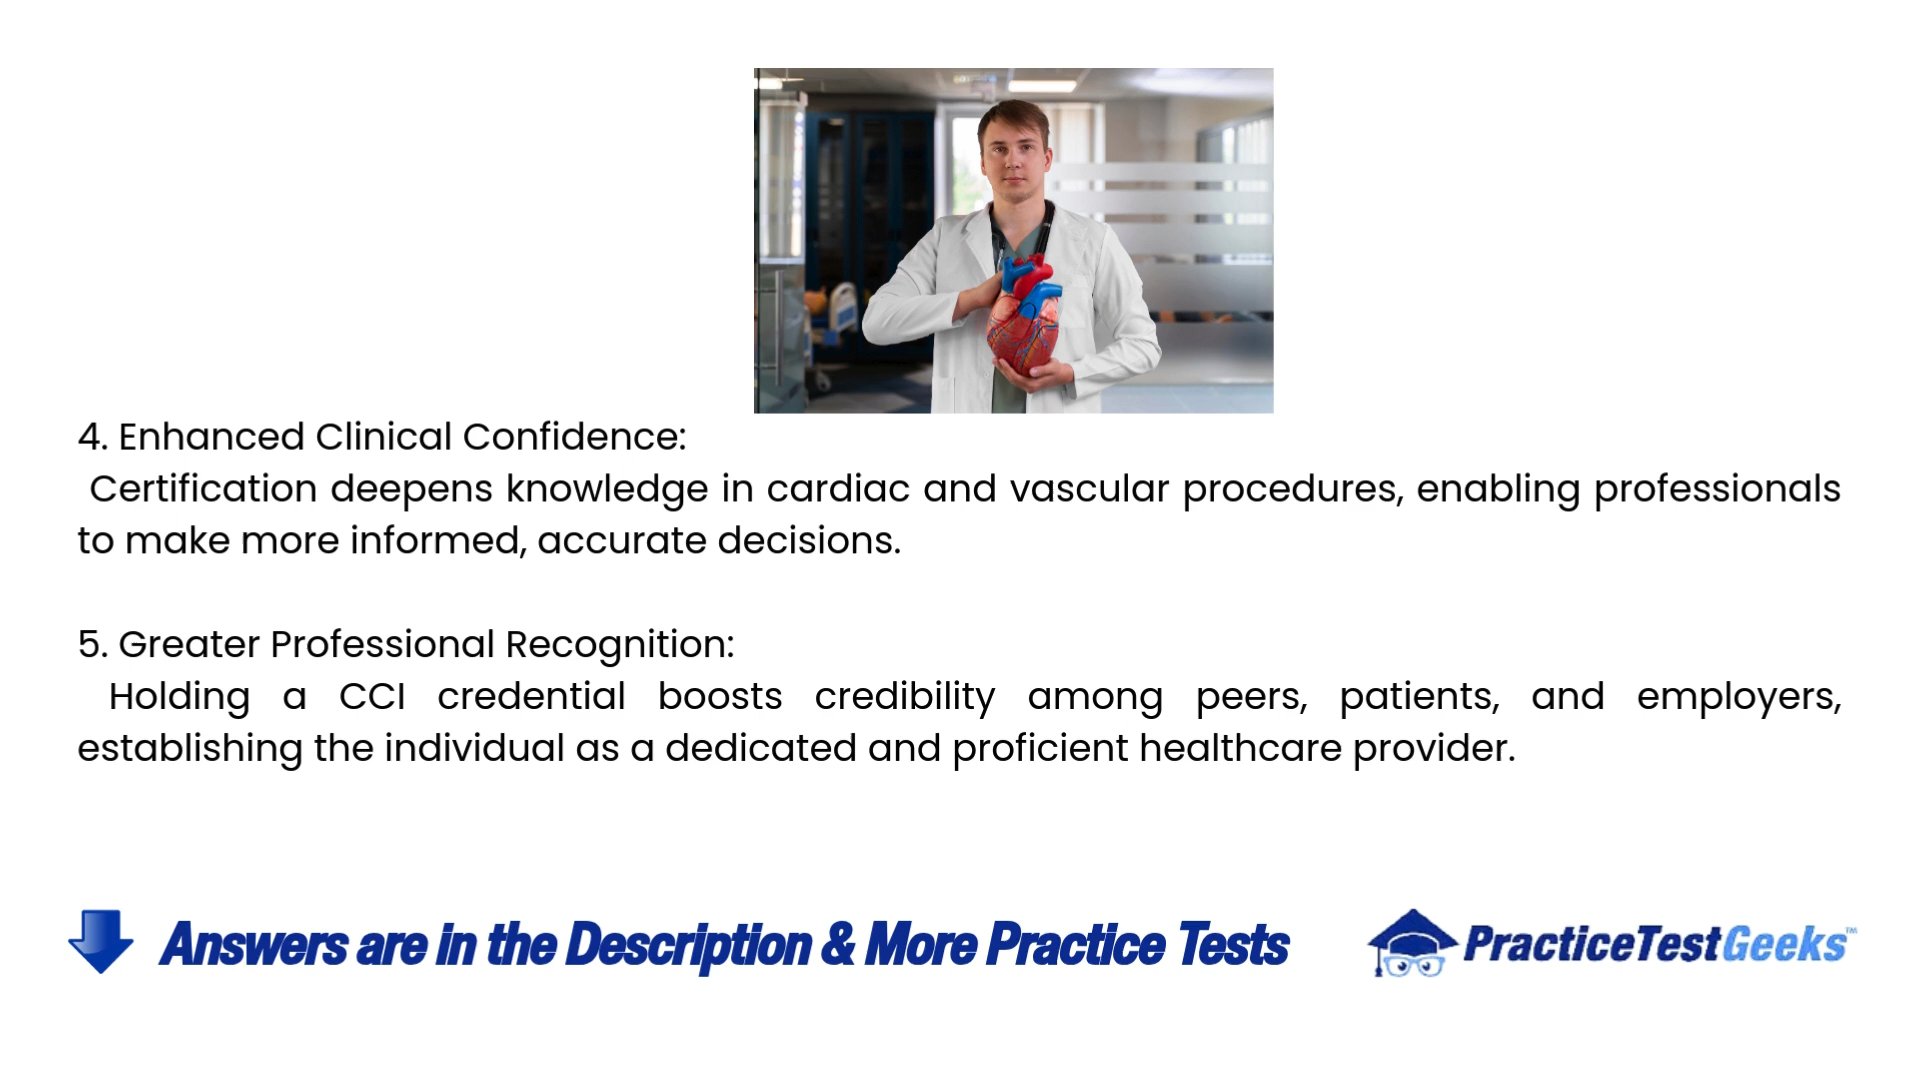 4. Enhanced Clinical Confidence:
Certification deepens knowledge in cardiac and vascular procedures, enabling professionals
to make more informed, accurate decisions.
5. Greater Professional Recognition:
Holding a CCI credential boosts credibility among peers, patients, and employers,
establishing the individual as a dedicated and proficient healthcare provider.
Answers are in the Description & More Practice Tests
PracticeTestGeeks™